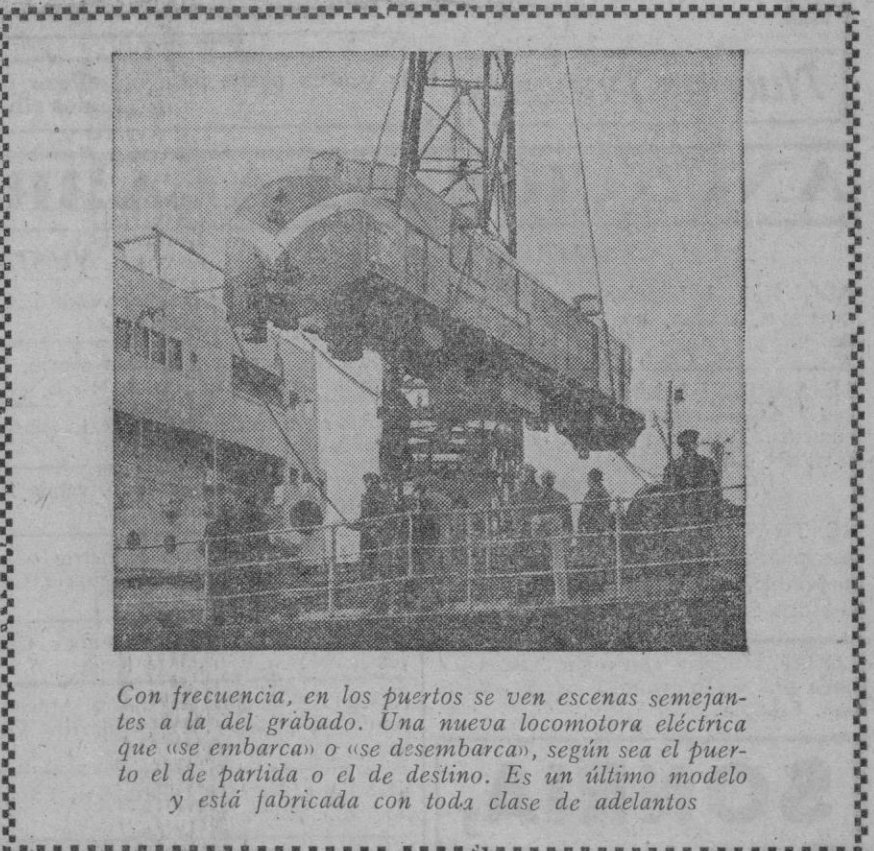 Con frecuencia, en los puertos se ven escenas semejan-
tes a la del grabado. Una nueva locomotora eléctrica
que «se embarca» o «se desembarca», según sea el puer-
to el de partida o el de destino. Es un último modelo
y está fabricada con toda clase de adelantos